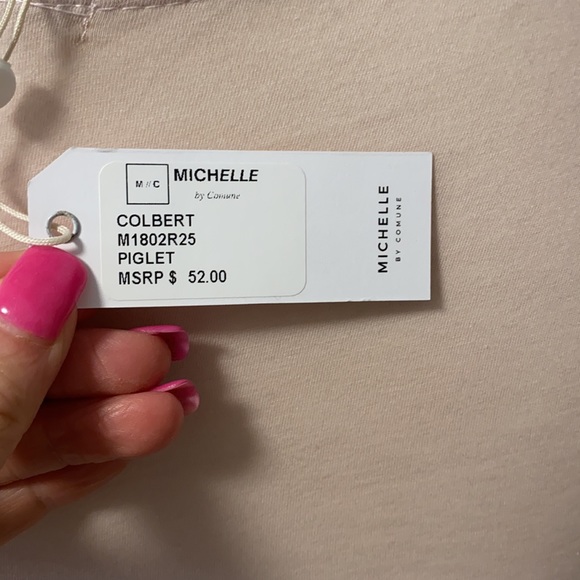 M // C
MICHELLE
by Comune
COLBERT
M1802R25
PIGLET
MSRP $ 52.00
MICHELLE
BY COMUNE